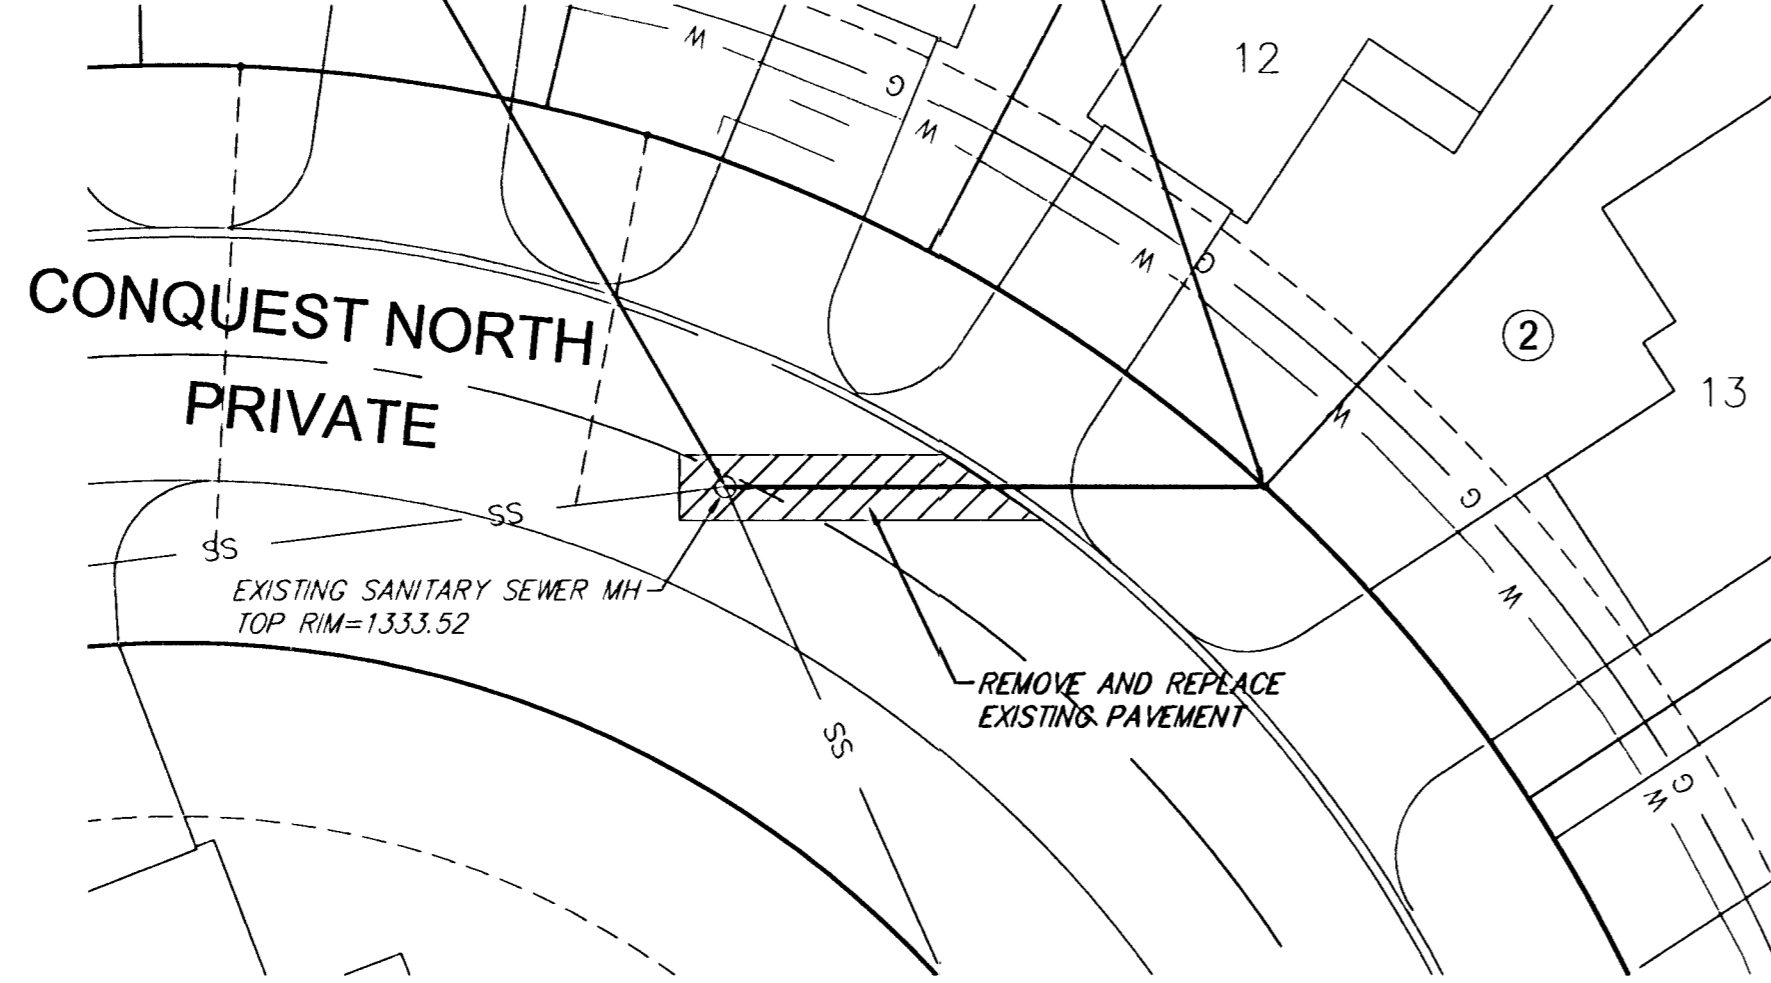 W
12
G
W
W
G
CONQUEST NORTH
PRIVATE
2
13
W
G
SS
SS
EXISTING SANITARY SEWER MH
TOP RIM=1333.52
W
REMOVE AND REPLACE
EXISTING PAVEMENT
SS
G
W